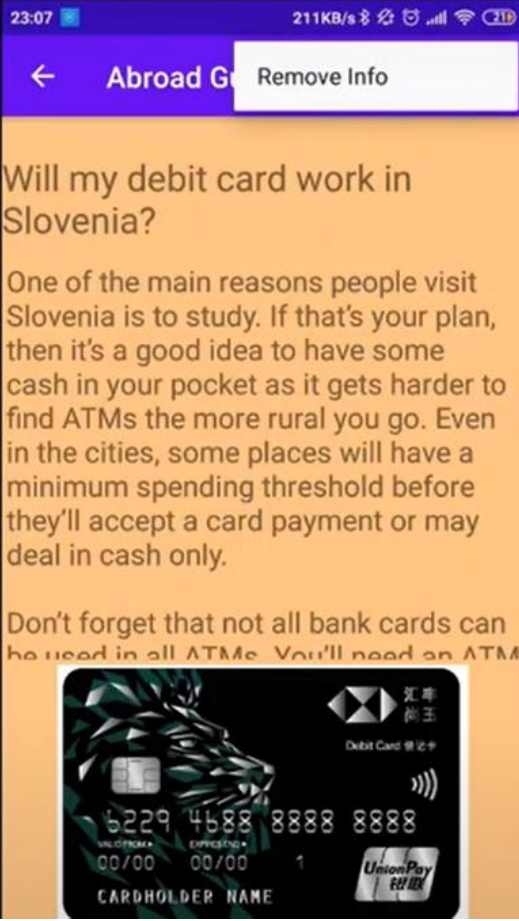 23:07
211KB/s
21
Abroad G
Remove Info
Will my debit card work in
Slovenia?
One of the main reasons people visit
Slovenia is to study. If that's your plan,
then it's a good idea to have some
cash in your pocket as it gets harder to
find ATMs the more rural you go. Even
in the cities, some places will have a
minimum spending threshold before
they'll accept a card payment or may
deal in cash only.
Don't forget that not all bank cards can
be used in all ATMs. You'll need an ATM
汇丰
尚玉
Debit Card 借记卡
6229 4688 8888 8888
VALID FROM
EXPIRES END
00/00
00/00
1
UnionPay
银联
CARDHOLDER NAME